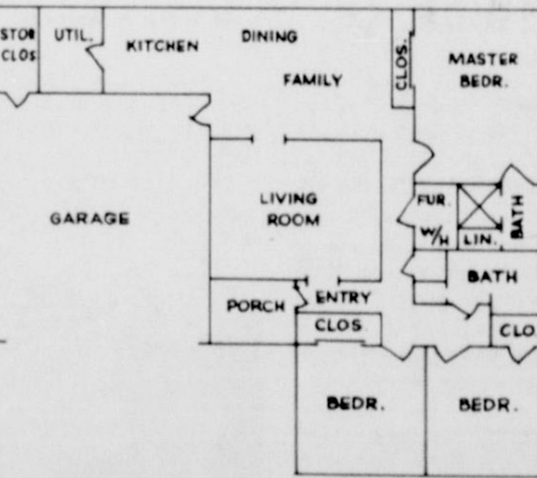 STOR
CLOS
UTIL.
KITCHEN
DINING
FAMILY
CLOS.
MASTER
BEDR.
GARAGE
LIVING
ROOM
FUR.
W/H
LIN.
BATH
BATH
PORCH
ENTRY
CLOS.
CLO
BEDR.
BEDR.